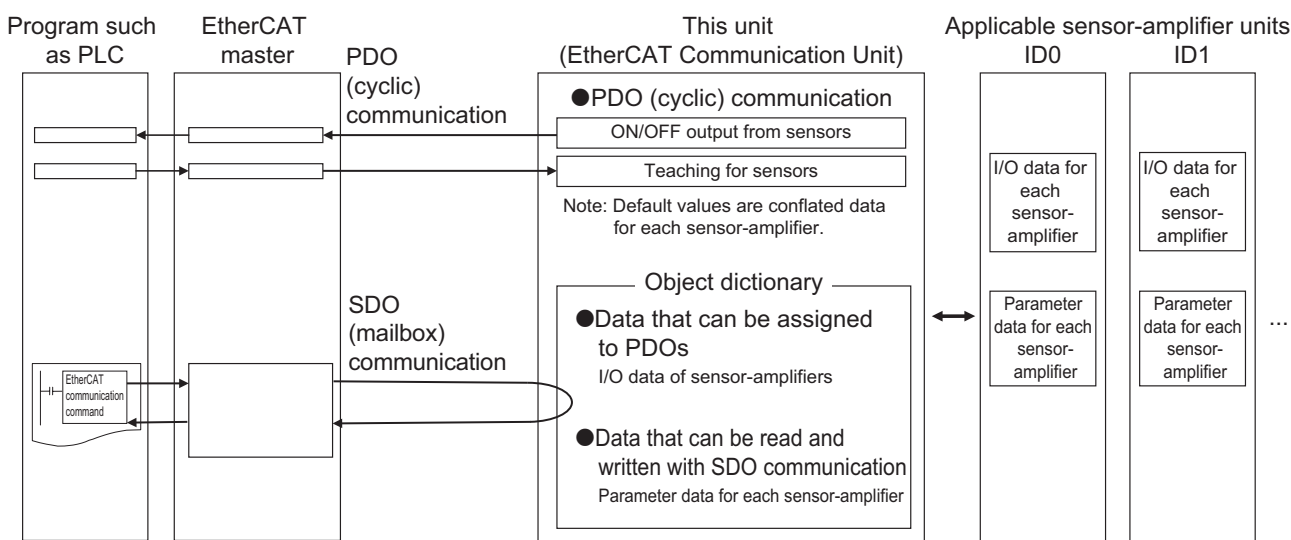 Program such
as PLC
EtherCAT
master
This unit
(EtherCAT Communication Unit)
Applicable sensor-amplifier units
ID0
ID1
PDO
(cyclic)
communication
●PDO (cyclic) communication
ON/OFF output from sensors
Teaching for sensors
Note: Default values are conflated data
for each sensor-amplifier.
I/O data for
each
sensor-
amplifier
I/O data for
each
sensor-
amplifier
SDO
(mailbox)
communication
EtherCAT
communication
command
Object dictionary
●Data that can be assigned
to PDOs
I/O data of sensor-amplifiers
●Data that can be read and
written with SDO communication
Parameter data for each sensor-amplifier
Parameter
data for each
sensor-
amplifier
Parameter
data for each
sensor-
amplifier
...